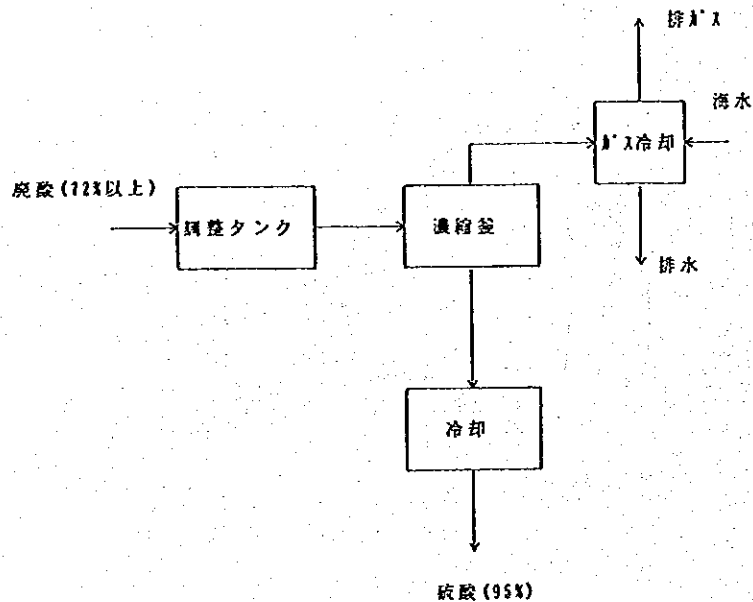 排ガス
海水
ガス冷却
廃酸(72%以上)
調整タンク
濃縮釜
排水
冷却
硫酸(95%)